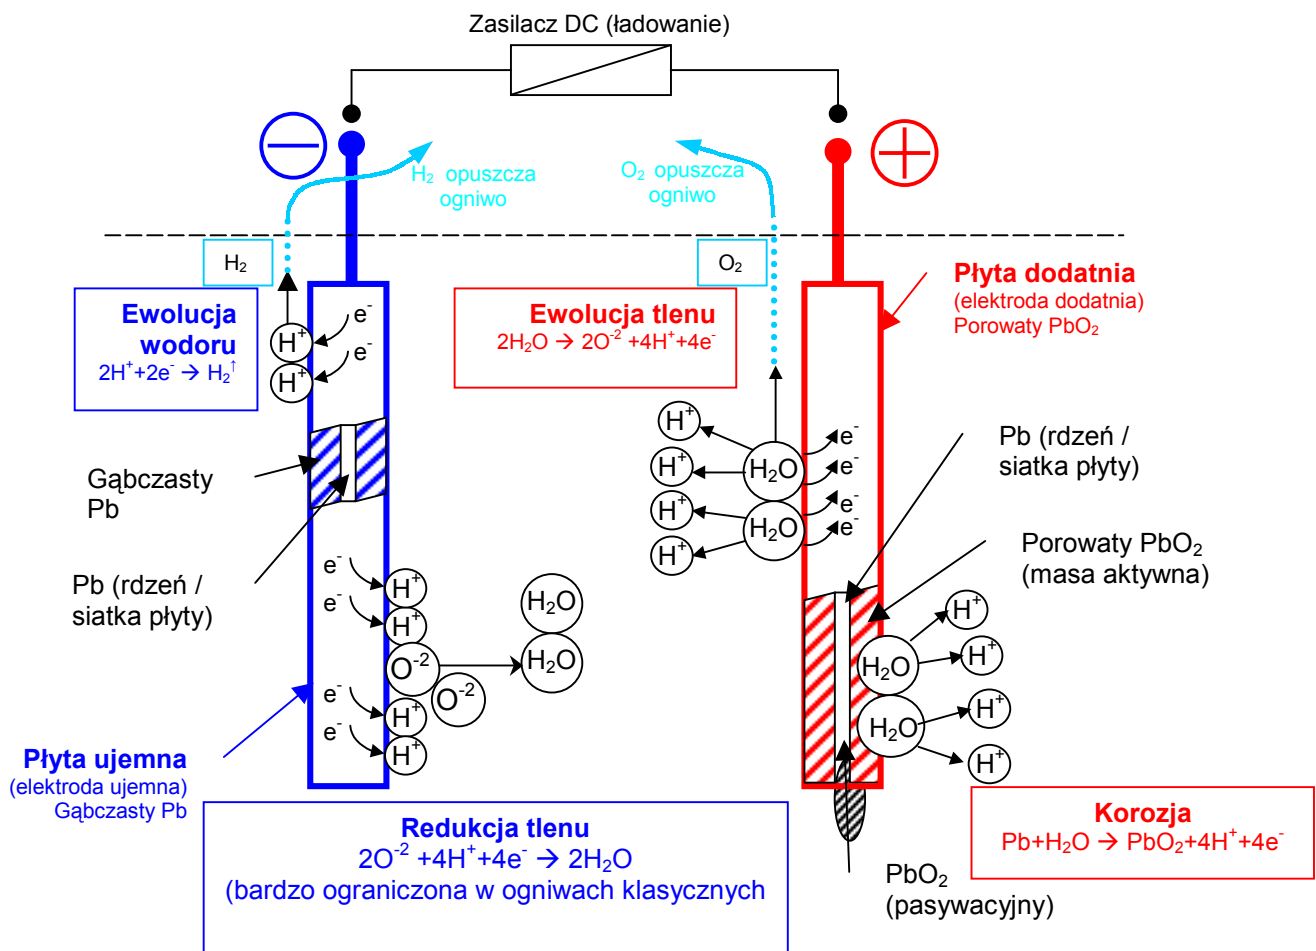 Zasilacz DC (ładowanie)
H₂ opuszcza
ogniwo
O₂ opuszcza
ogniwo
H₂
O₂
Ewolucja
wodoru
2H⁺+2e⁻ → H₂↑
Ewolucja tlenu
2H₂O → 2O⁻² +4H⁺+4e⁻
Płyta dodatnia
(elektroda dodatnia)
Porowaty PbO₂
H⁺
H⁺
e⁻
e⁻
Gąbczasty
Pb
Pb (rdzeń /
siatka płyty)
H⁺
H⁺
H⁺
H⁺
H₂O
H₂O
e⁻
e⁻
e⁻
e⁻
Pb (rdzeń /
siatka płyty)
Porowaty PbO₂
(masa aktywna)
e⁻
e⁻
e⁻
e⁻
H⁺
H⁺
O⁻²
O⁻²
H⁺
H⁺
H₂O
H₂O
H₂O
H₂O
H⁺
H⁺
H⁺
H⁺
Płyta ujemna
(elektroda ujemna)
Gąbczasty Pb
Redukcja tlenu
2O⁻² +4H⁺+4e⁻ → 2H₂O
(bardzo ograniczona w ogniwach klasycznych
Korozja
Pb+H₂O → PbO₂+4H⁺+4e⁻
PbO₂
(pasywacyjny)